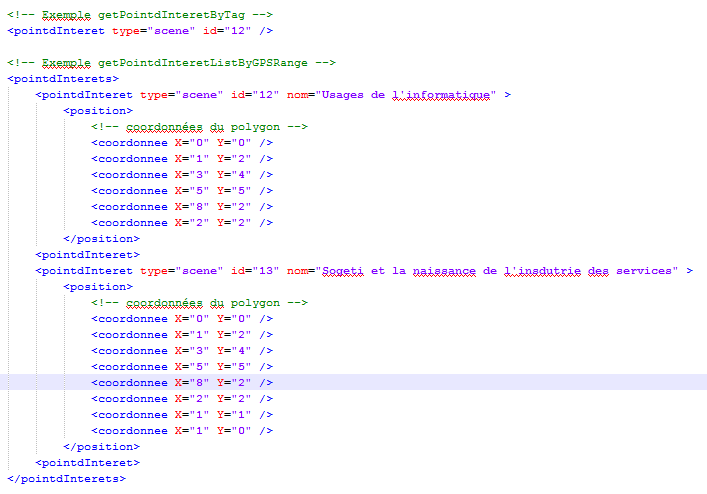 <!-- Exemple getPointdInteretByTag -->
<pointdInteret type="scene" id="12" />
<!-- Exemple getPointdInteretListByGPSRange -->
<pointdInterets>
<pointdInteret type="scene" id="12" nom="Usages de l'informatique" >
<position>
<!-- coordonnées du polygon -->
<coordonnee X="0" Y="0" />
<coordonnee X="1" Y="2" />
<coordonnee X="3" Y="4" />
<coordonnee X="5" Y="5" />
<coordonnee X="8" Y="2" />
<coordonnee X="2" Y="2" />
</position>
<pointdInteret>
<pointdInteret type="scene" id="13" nom="Sogeti et la naissance de l'insdutrie des services" >
<position>
<!-- coordonnées du polygon -->
<coordonnee X="0" Y="0" />
<coordonnee X="1" Y="2" />
<coordonnee X="3" Y="4" />
<coordonnee X="5" Y="5" />
<coordonnee X="8" Y="2" />
<coordonnee X="2" Y="2" />
<coordonnee X="1" Y="1" />
<coordonnee X="1" Y="0" />
</position>
<pointdInteret>
</pointdInterets>